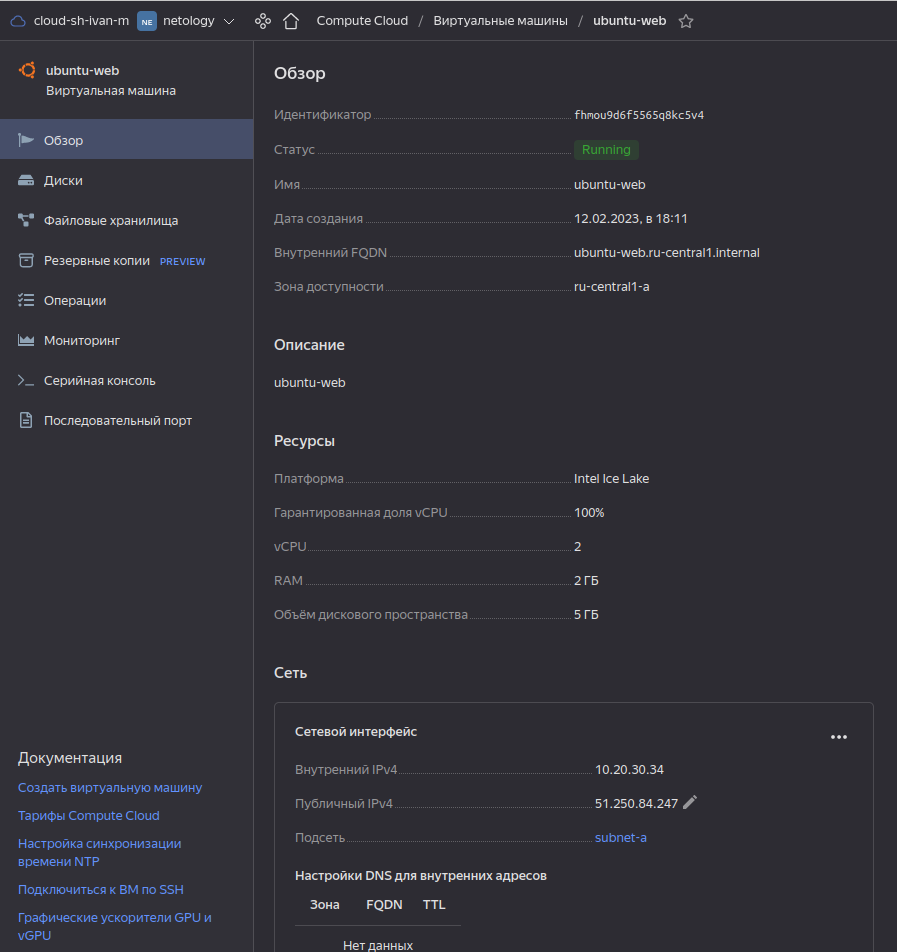 cloud-sh-ivan-m NE netology Compute Cloud / Виртуальные машины / ubuntu-web
ubuntu-web
Виртуальная машина
Обзор
Диски
Файловые хранилища
Резервные копии PREVIEW
Операции
Мониторинг
Серийная консоль
Последовательный порт
Документация
Создать виртуальную машину
Тарифы Compute Cloud
Настройка синхронизации
времени NTP
Подключиться к ВМ по SSH
Графические ускорители GPU и
vGPU
Обзор
Идентификатор fhmou9d6f5565q8kc5v4
Статус Running
Имя ubuntu-web
Дата создания 12.02.2023, в 18:11
Внутренний FQDN ubuntu-web.ru-central1.internal
Зона доступности ru-central1-a
Описание
ubuntu-web
Ресурсы
Платформа Intel Ice Lake
Гарантированная доля vCPU 100%
vCPU 2
RAM 2 ГБ
Объём дискового пространства 5 ГБ
Сеть
Сетевой интерфейс
Внутренний IPv4 10.20.30.34
Публичный IPv4 51.250.84.247
Подсеть subnet-a
Настройки DNS для внутренних адресов
Зона FQDN TTL
Нет данных